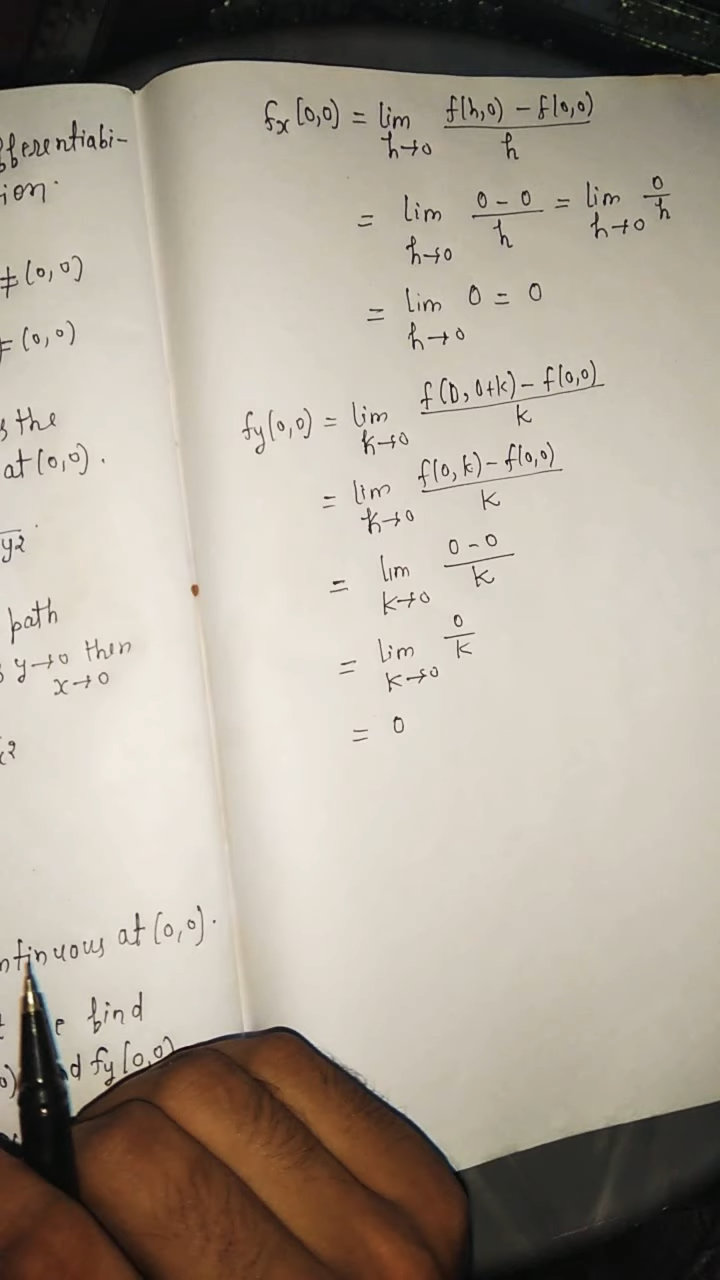 ion.
≠ (0,0)
= (0,0)
the
at (0,0).
y2
path
y→0 then
x→0
continuous at (0,0).
find
fy(0,0)
fx(0,0) = lim h→0 f(h,0) - f(0,0) / h
= lim h→0 0 - 0 / h = lim h→0 0/h
= lim h→0 0 = 0
fy(0,0) = lim k→0 f(0, 0+k) - f(0,0) / k
= lim k→0 f(0,k) - f(0,0) / k
= lim k→0 0 - 0 / k
= lim k→0 0/k
= 0